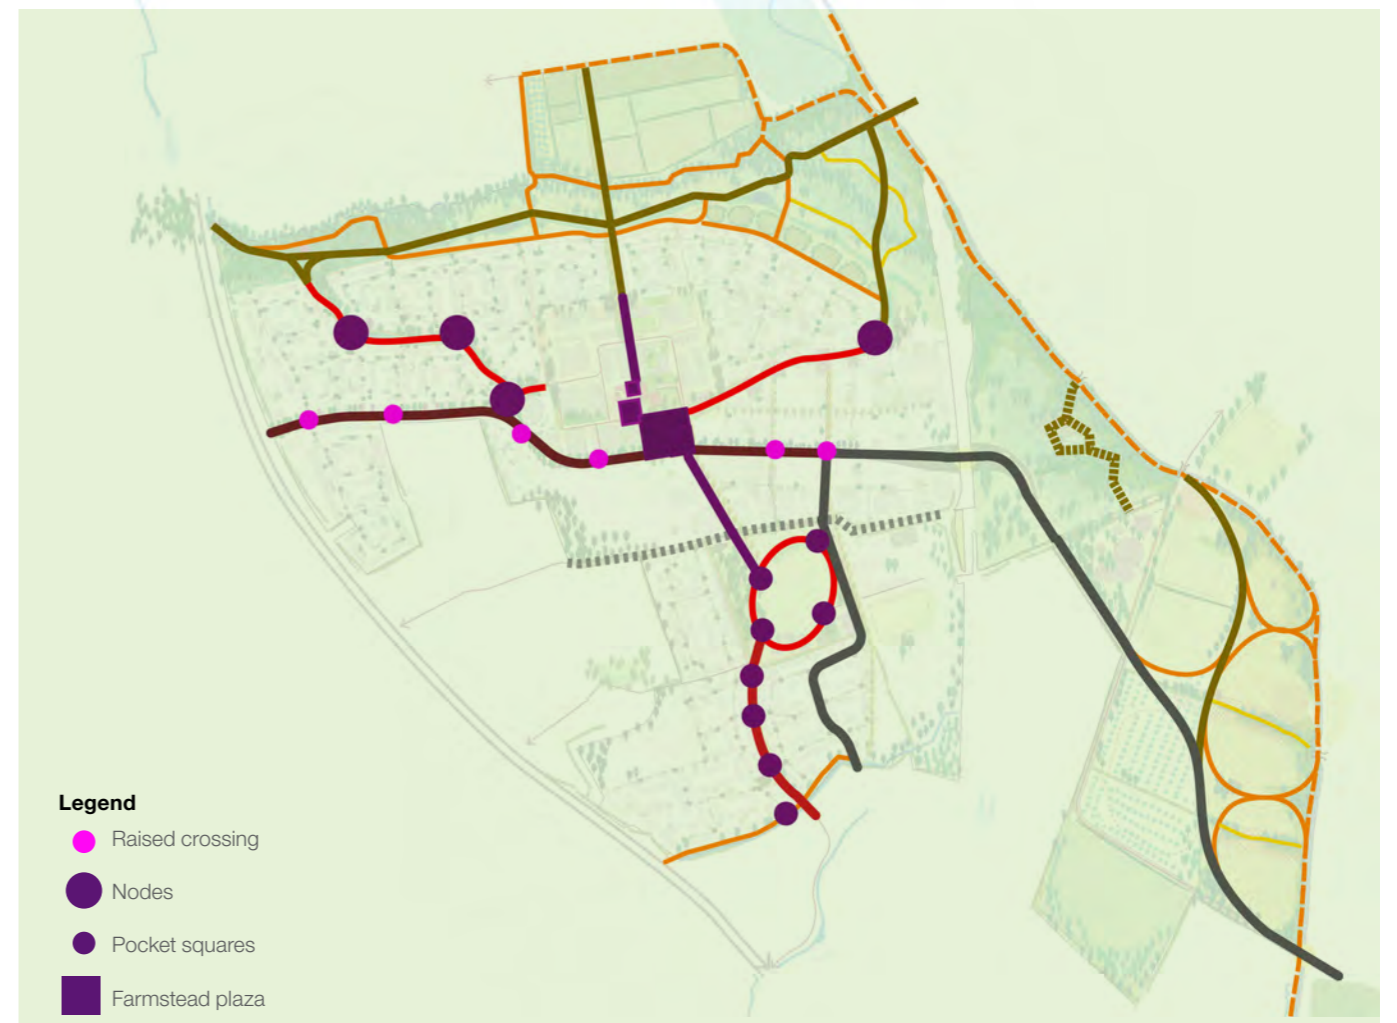 Legend
Raised crossing
Nodes
Pocket squares
Farmstead plaza